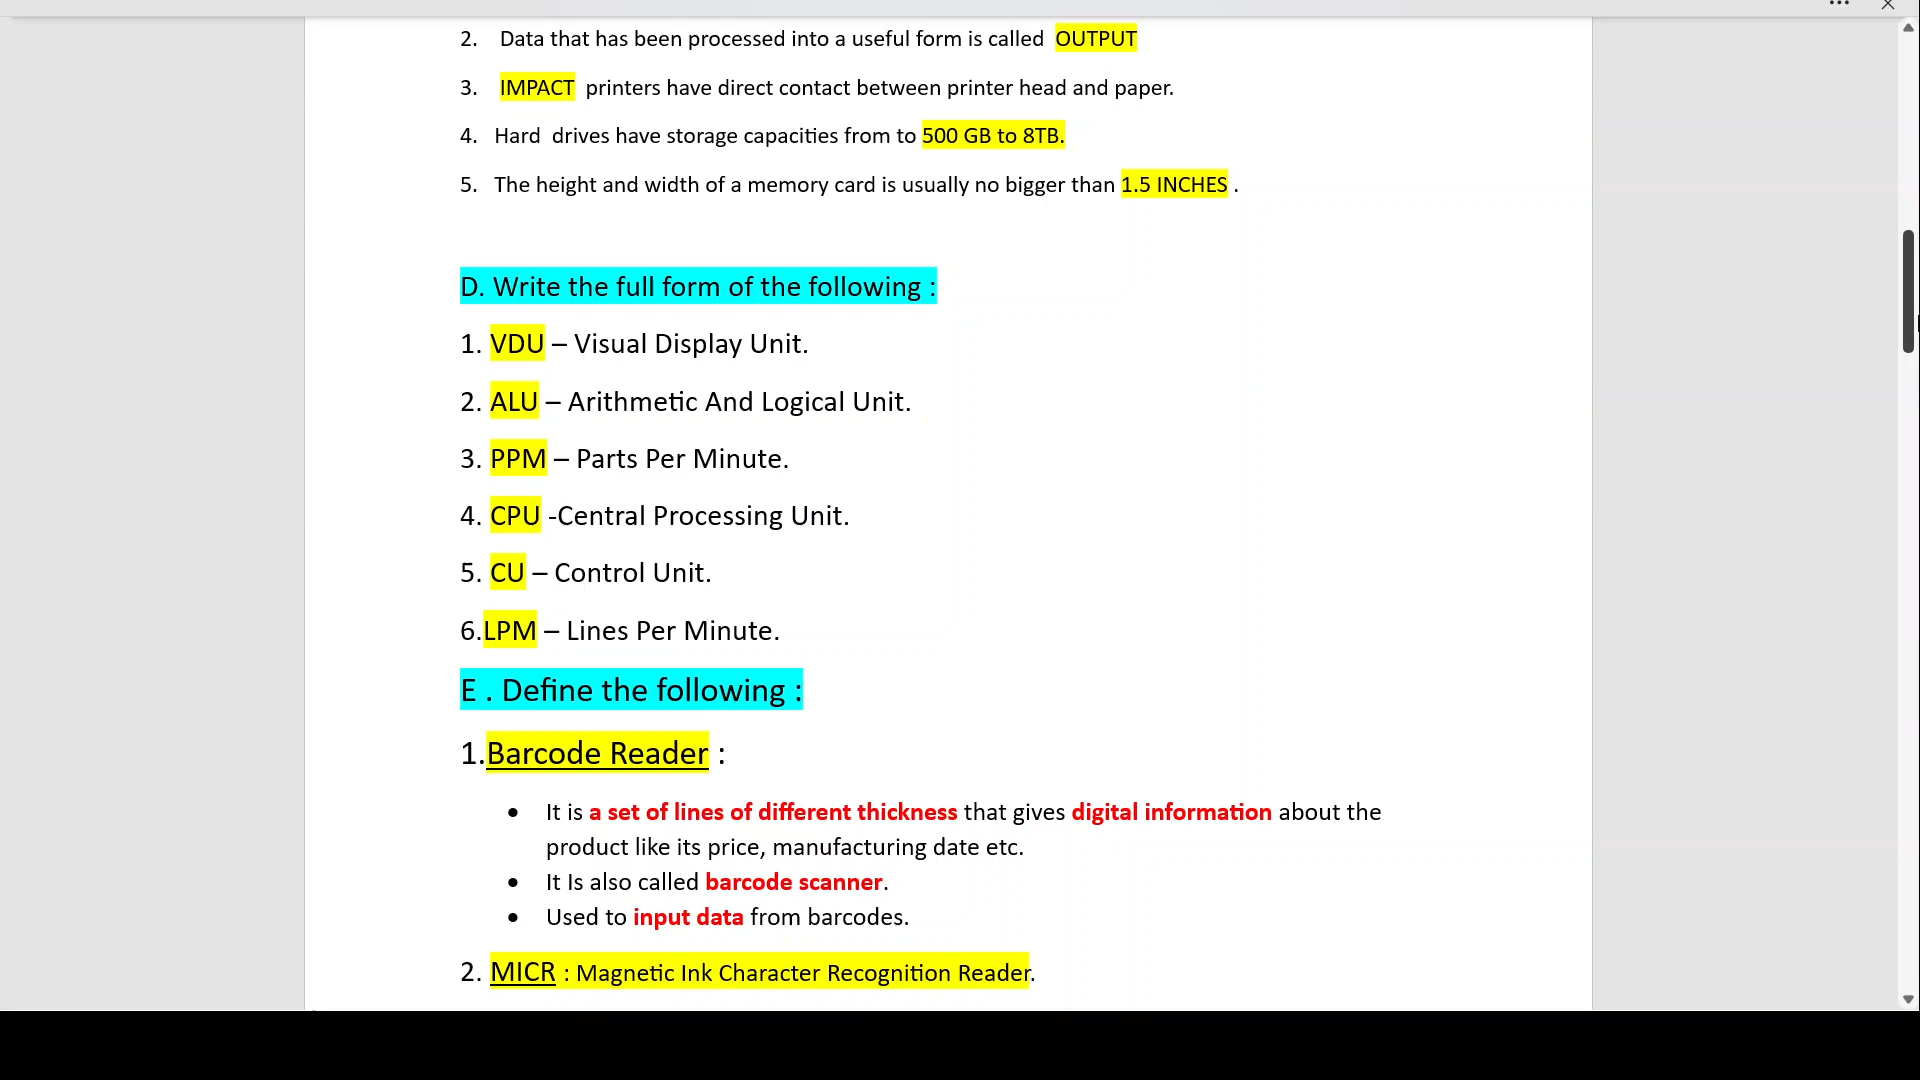 2. Data that has been processed into a useful form is called OUTPUT
3. IMPACT printers have direct contact between printer head and paper.
4. Hard drives have storage capacities from to 500 GB to 8TB.
5. The height and width of a memory card is usually no bigger than 1.5 INCHES .
D. Write the full form of the following :
1. VDU – Visual Display Unit.
2. ALU – Arithmetic And Logical Unit.
3. PPM – Parts Per Minute.
4. CPU -Central Processing Unit.
5. CU – Control Unit.
6.LPM – Lines Per Minute.
E . Define the following :
1.Barcode Reader :
• It is a set of lines of different thickness that gives digital information about the
product like its price, manufacturing date etc.
• It Is also called barcode scanner.
• Used to input data from barcodes.
2. MICR : Magnetic Ink Character Recognition Reader.